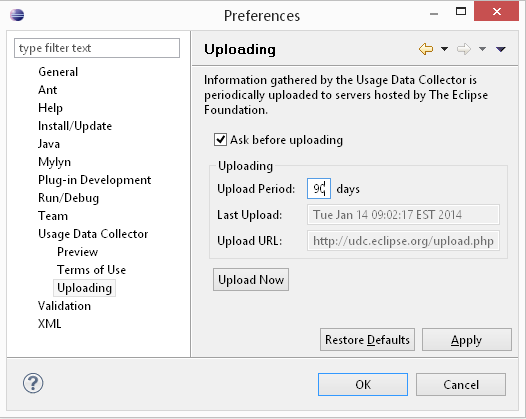 Preferences
type filter text
General
Ant
Help
Install/Update
Java
Mylyn
Plug-in Development
Run/Debug
Team
Usage Data Collector
Preview
Terms of Use
Uploading
Validation
XML
Uploading
Information gathered by the Usage Data Collector is
periodically uploaded to servers hosted by The Eclipse
Foundation.
Ask before uploading
Uploading
Upload Period: 90 days
Last Upload: Tue Jan 14 09:02:17 EST 2014
Upload URL: http://udc.eclipse.org/upload.php
Upload Now
Restore Defaults Apply
OK Cancel